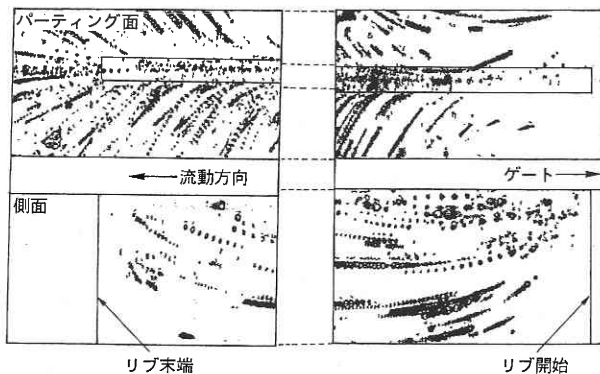 パーティング面
流動方向
ゲート
側面
リブ末端
リブ開始